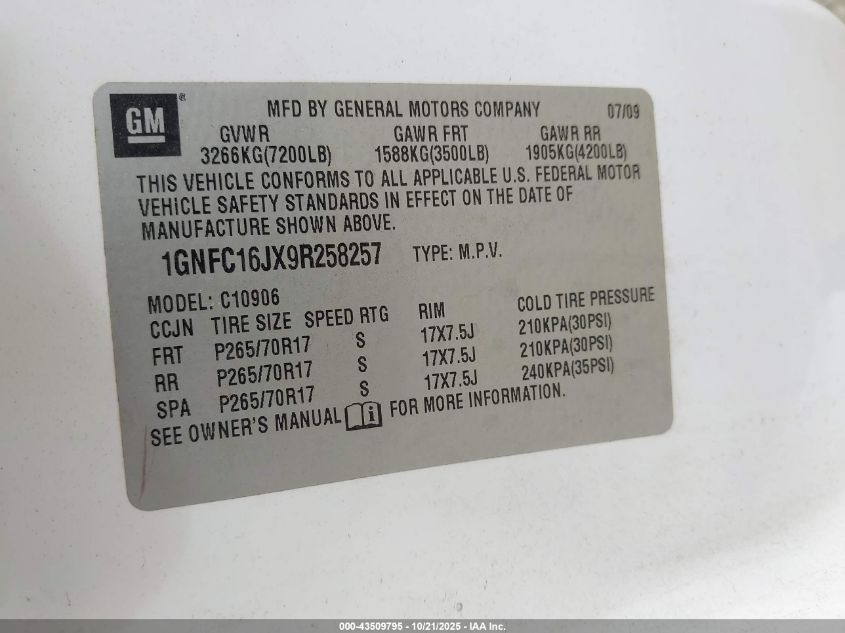 GM®
MFD BY GENERAL MOTORS COMPANY 07/09
GVWR GAWR FRT GAWR RR
3266KG(7200LB) 1588KG(3500LB) 1905KG(4200LB)
THIS VEHICLE CONFORMS TO ALL APPLICABLE U.S. FEDERAL MOTOR
VEHICLE SAFETY STANDARDS IN EFFECT ON THE DATE OF
MANUFACTURE SHOWN ABOVE.
1GNFC16JX9R258257 TYPE: M.P.V.
MODEL: C10906
CCJN TIRE SIZE SPEED RTG RIM COLD TIRE PRESSURE
FRT P265/70R17 S 17X7.5J 210KPA(30PSI)
RR P265/70R17 S 17X7.5J 210KPA(30PSI)
SPA P265/70R17 S 17X7.5J 240KPA(35PSI)
SEE OWNER'S MANUAL i FOR MORE INFORMATION.
000-43509795 - 10/21/2025 - IAA Inc.